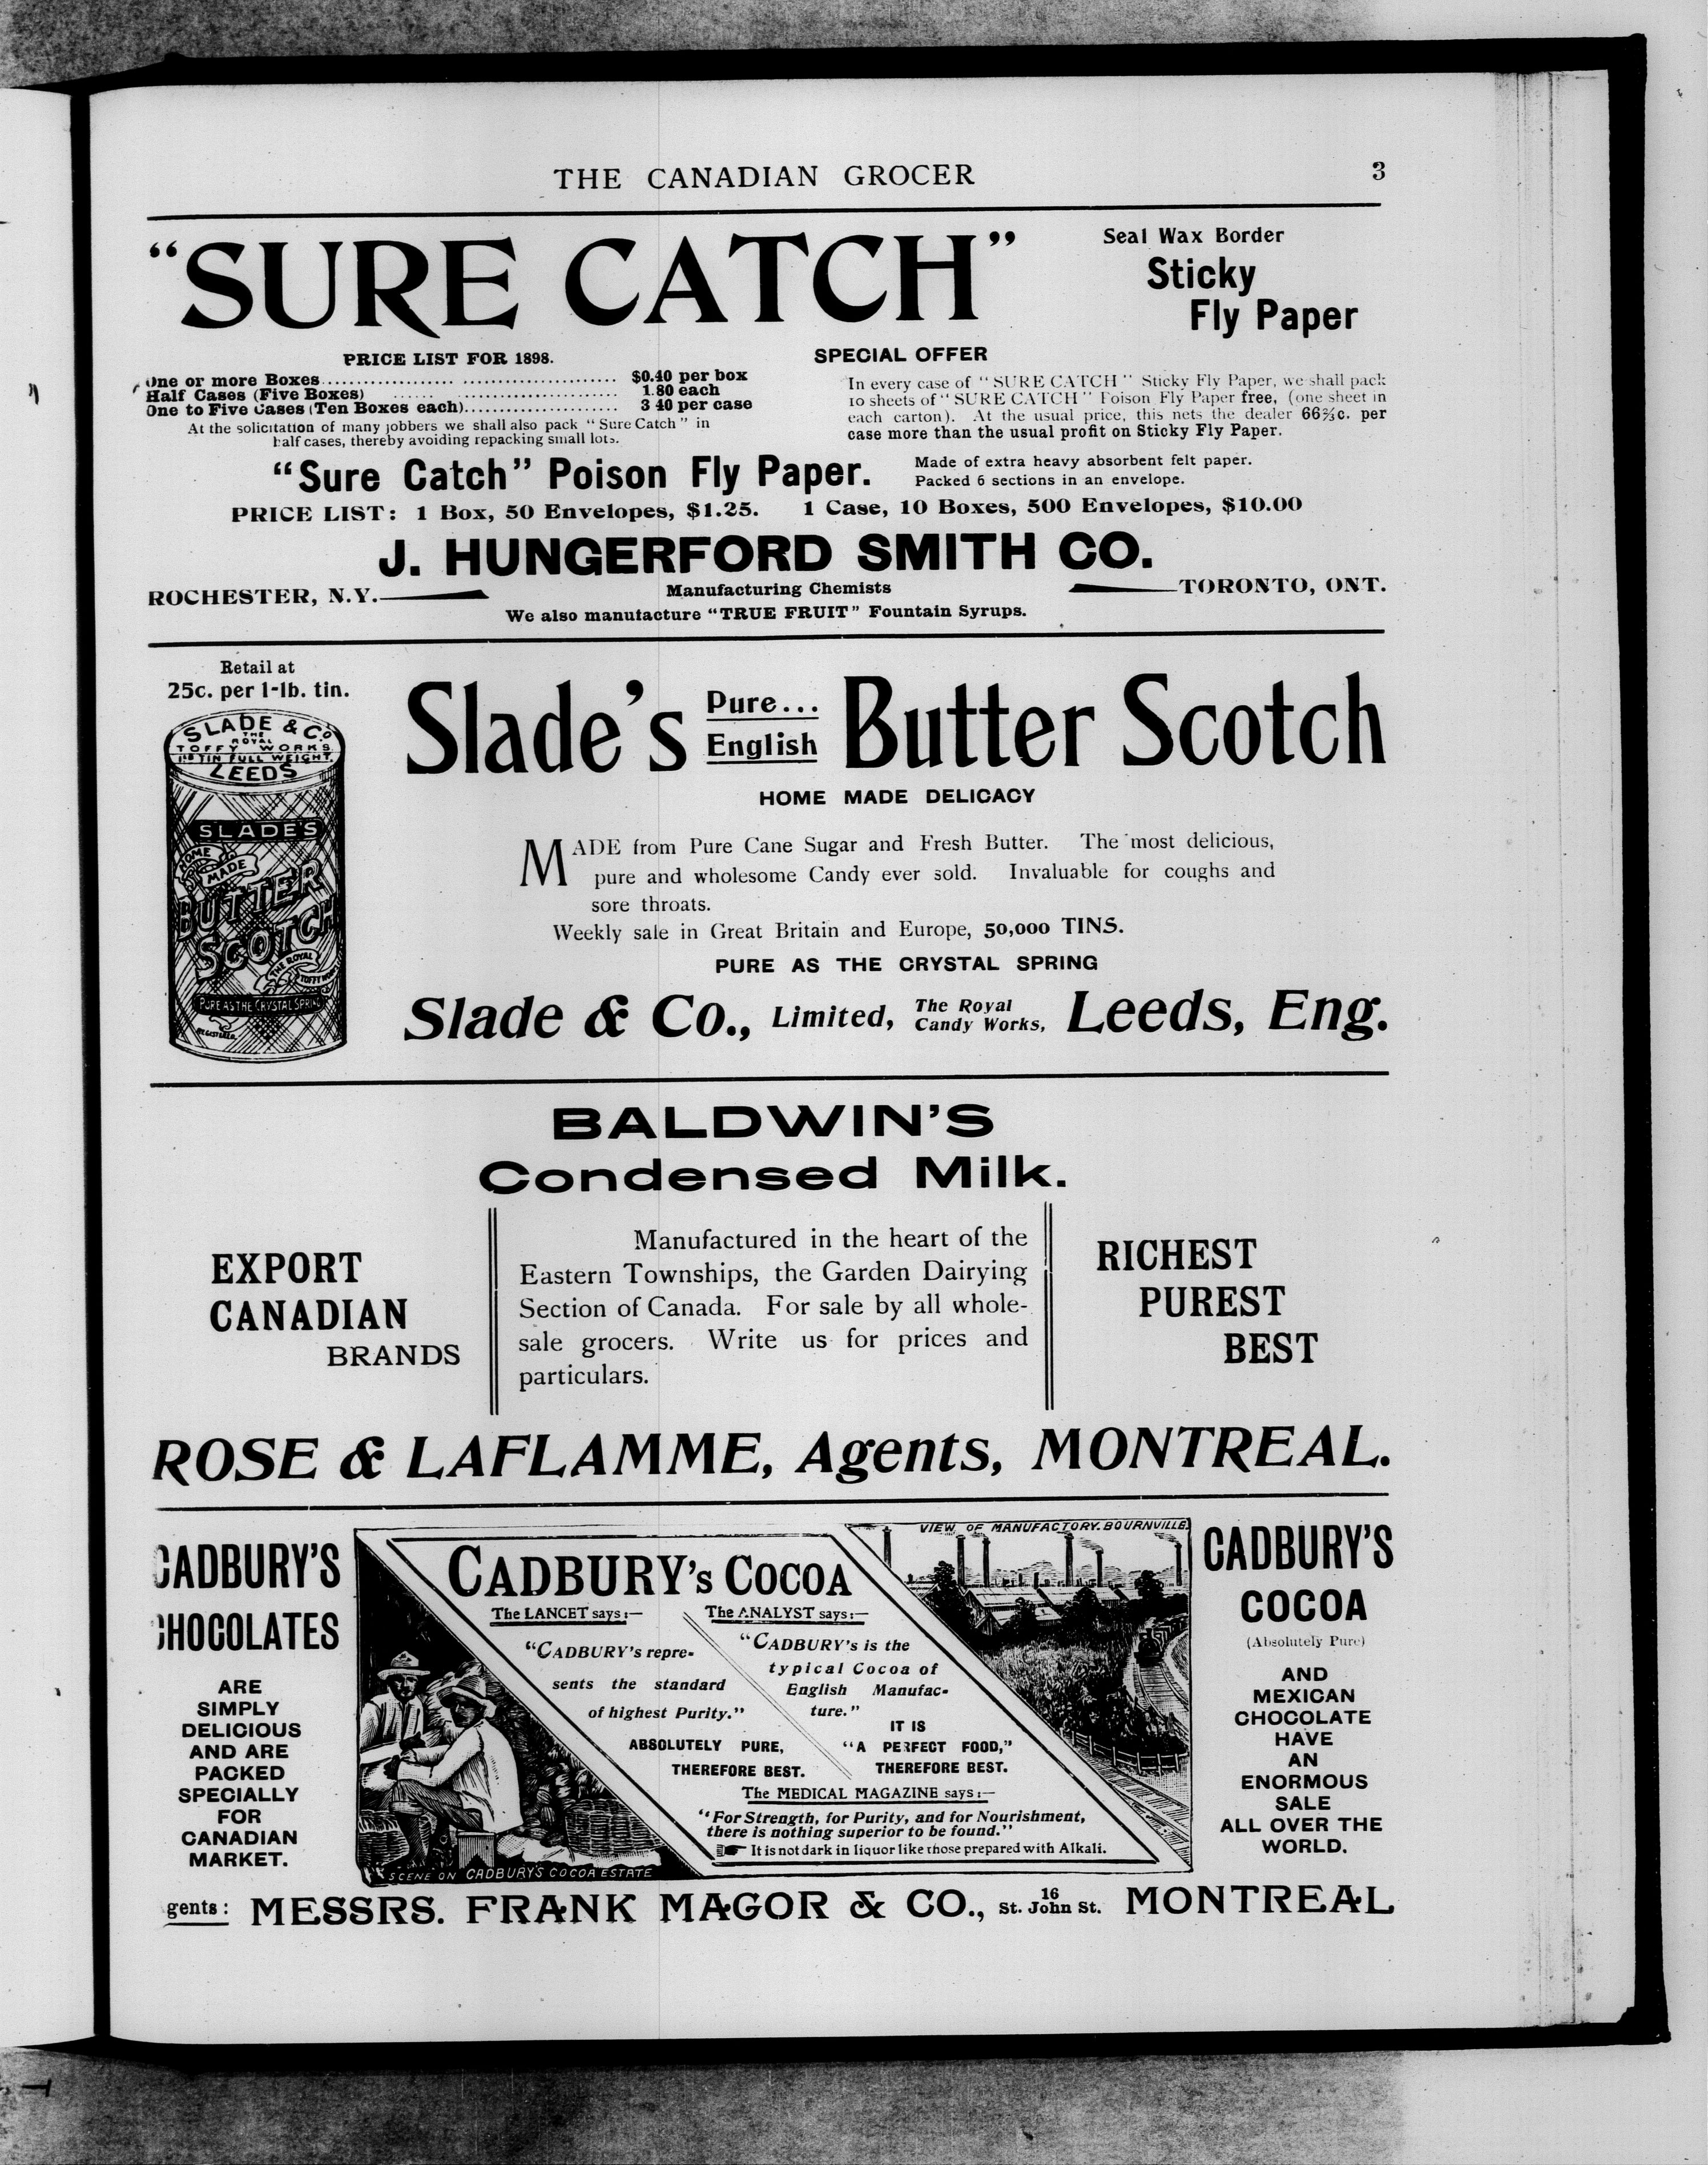 THE CANADIAN GROCER 3
“SURE CATCH”
Seal Wax Border
Sticky
Fly Paper
PRICE LIST FOR 1898.
One or more Boxes.................. ...................... $0.40 per box
Half Cases (Five Boxes) ...... ......................... 1.80 each
One to Five Cases (Ten Boxes each)...................... 3 40 per case
At the solicitation of many jobbers we shall also pack “Sure Catch” in
half cases, thereby avoiding repacking small lots.
SPECIAL OFFER
In every case of “SURE CATCH” Sticky Fly Paper, we shall pack
10 sheets of “SURE CATCH” Poison Fly Paper free, (one sheet in
each carton). At the usual price, this nets the dealer 66⅔c. per
case more than the usual profit on Sticky Fly Paper.
“Sure Catch” Poison Fly Paper.
Made of extra heavy absorbent felt paper.
Packed 6 sections in an envelope.
PRICE LIST: 1 Box, 50 Envelopes, $1.25. 1 Case, 10 Boxes, 500 Envelopes, $10.00
J. HUNGERFORD SMITH CO.
ROCHESTER, N.Y. Manufacturing Chemists TORONTO, ONT.
We also manufacture “TRUE FRUIT” Fountain Syrups.
Retail at
25c. per 1-lb. tin.
SLADE & Co
THE
ROYAL
TOFFY WORKS
1 LB TIN FULL WEIGHT
LEEDS
SLADE'S
HOME
MADE
BUTTER
SCOTCH
THE ROYAL
TOFFY WORKS
PURE AS THE CRYSTAL SPRING
REGISTERED
Slade's Pure... English Butter Scotch
HOME MADE DELICACY
MADE from Pure Cane Sugar and Fresh Butter. The most delicious,
pure and wholesome Candy ever sold. Invaluable for coughs and
sore throats.
Weekly sale in Great Britain and Europe, 50,000 TINS.
PURE AS THE CRYSTAL SPRING
Slade & Co., Limited, The Royal Candy Works, Leeds, Eng.
BALDWIN'S
Condensed Milk.
EXPORT
CANADIAN
BRANDS
Manufactured in the heart of the
Eastern Townships, the Garden Dairying
Section of Canada. For sale by all whole-
sale grocers. Write us for prices and
particulars.
RICHEST
PUREST
BEST
ROSE & LAFLAMME, Agents, MONTREAL.
CADBURY'S
CHOCOLATES
ARE
SIMPLY
DELICIOUS
AND ARE
PACKED
SPECIALLY
FOR
CANADIAN
MARKET.
VIEW OF MANUFACTORY. BOURNVILLE.
CADBURY's COCOA
The LANCET says:—
“CADBURY's repre-
sents the standard
of highest Purity.”
ABSOLUTELY PURE,
THEREFORE BEST.
The ANALYST says:—
“CADBURY's is the
typical Cocoa of
English Manufac-
ture.”
IT IS
“A PERFECT FOOD,”
THEREFORE BEST.
The MEDICAL MAGAZINE says:—
“For Strength, for Purity, and for Nourishment,
there is nothing superior to be found.”
It is not dark in liquor like those prepared with Alkali.
SCENE ON CADBURY'S COCOA ESTATE
CADBURY'S
COCOA
(Absolutely Pure)
AND
MEXICAN
CHOCOLATE
HAVE
AN
ENORMOUS
SALE
ALL OVER THE
WORLD.
gents: MESSRS. FRANK MAGOR & CO., 16 St. John St. MONTREAL